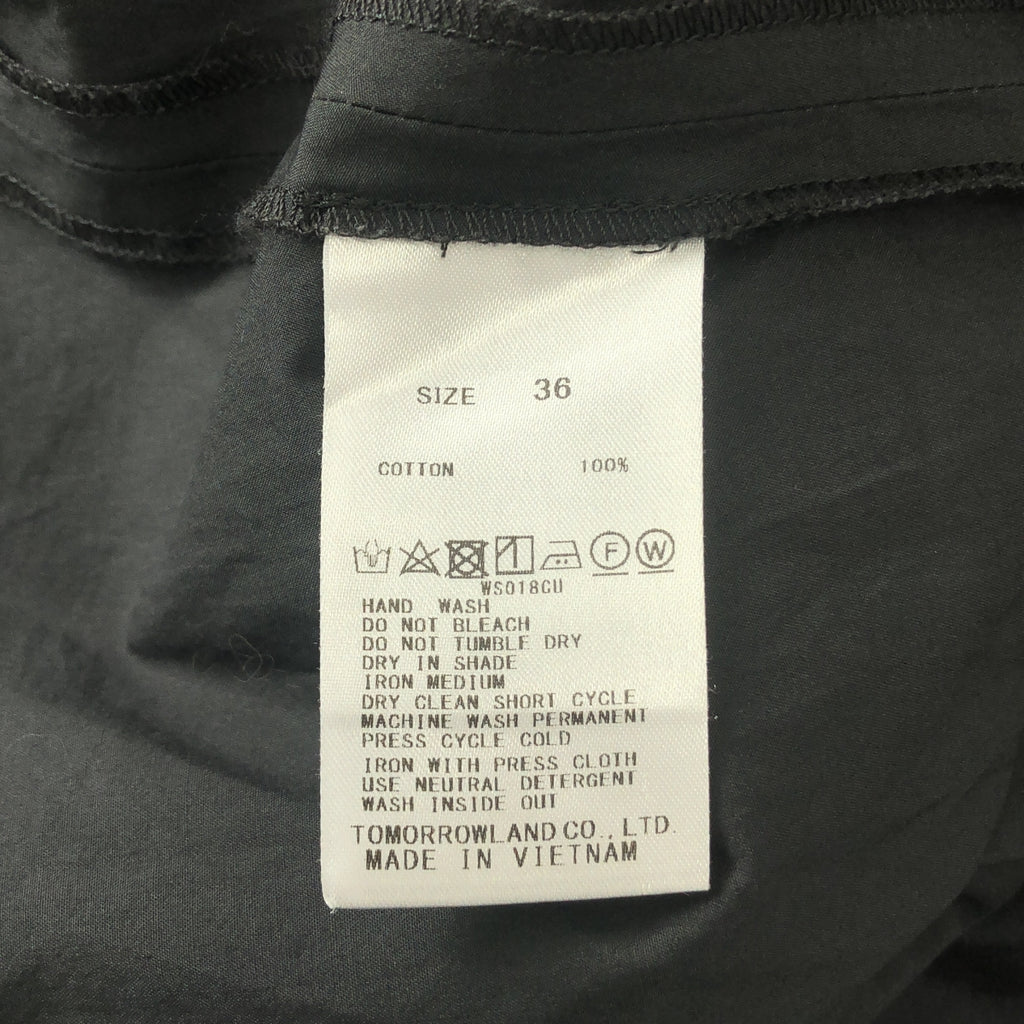 SIZE 36
COTTON 100%
F W
WS018CU
HAND WASH
DO NOT BLEACH
DO NOT TUMBLE DRY
DRY IN SHADE
IRON MEDIUM
DRY CLEAN SHORT CYCLE
MACHINE WASH PERMANENT
PRESS CYCLE COLD
IRON WITH PRESS CLOTH
USE NEUTRAL DETERGENT
WASH INSIDE OUT
TOMORROWLAND CO., LTD.
MADE IN VIETNAM